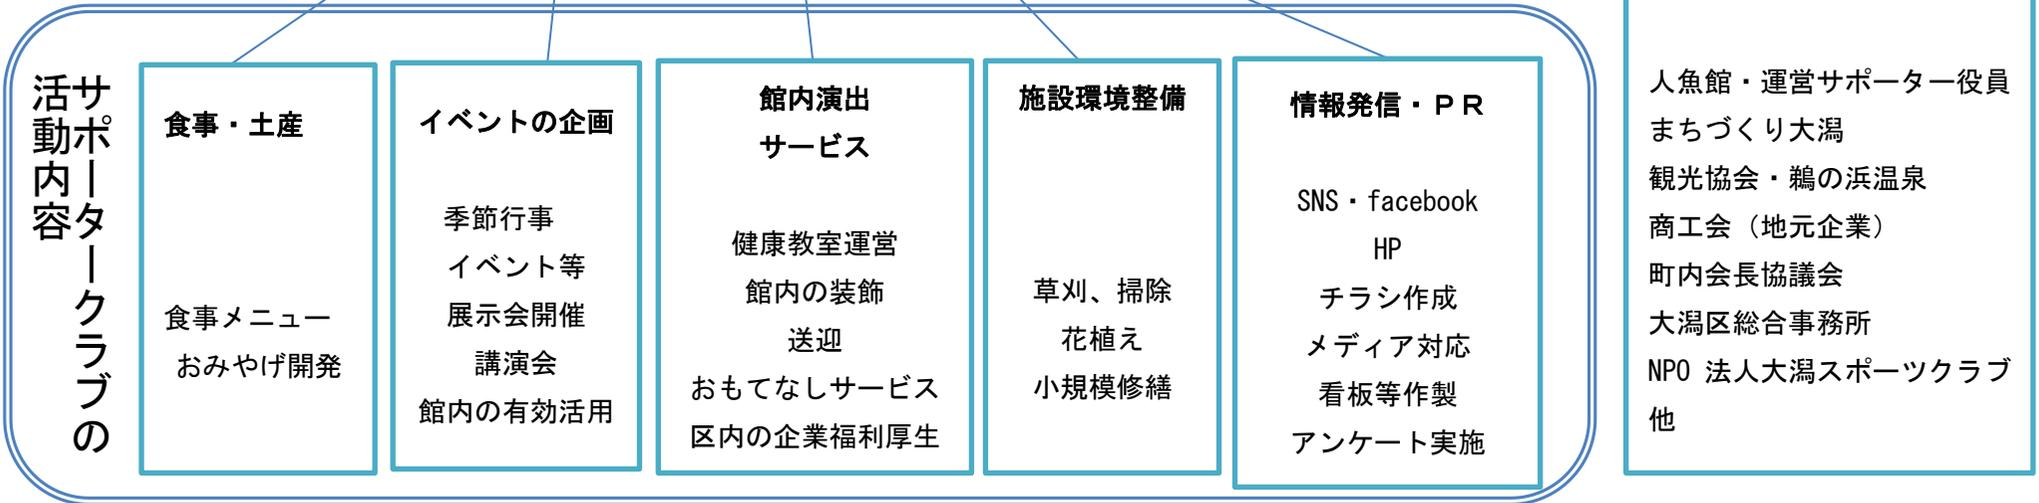 サポータークラブの
活動内容
食事・土産
食事メニュー
おみやげ開発
イベントの企画
季節行事
イベント等
展示会開催
講演会
館内の有効活用
館内演出
サービス
健康教室運営
館内の装飾
送迎
おもてなしサービス
区内の企業福利厚生
施設環境整備
草刈、掃除
花植え
小規模修繕
情報発信・ＰＲ
SNS・facebook
HP
チラシ作成
メディア対応
看板等作製
アンケート実施
人魚館・運営サポーター役員
まちづくり大潟
観光協会・鵜の浜温泉
商工会（地元企業）
町内会長協議会
大潟区総合事務所
NPO 法人大潟スポーツクラブ
他